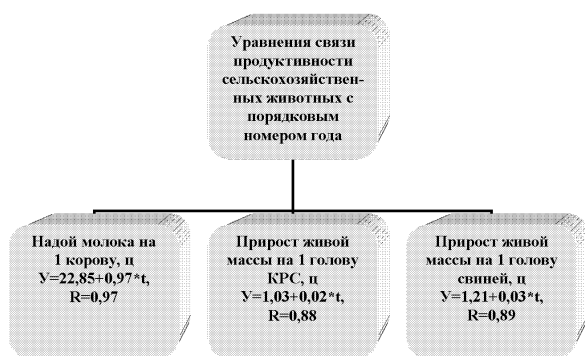 Уравнения связи
продуктивности
сельскохозяйствен-
ных животных с
порядковым
номером года
Надой молока на
1 корову, ц
У=22,85+0,97*t,
R=0,97
Прирост живой
массы на 1 голову
КРС, ц
У=1,03+0,02*t,
R=0,88
Прирост живой
массы на 1 голову
свиней, ц
У=1,21+0,03*t,
R=0,89